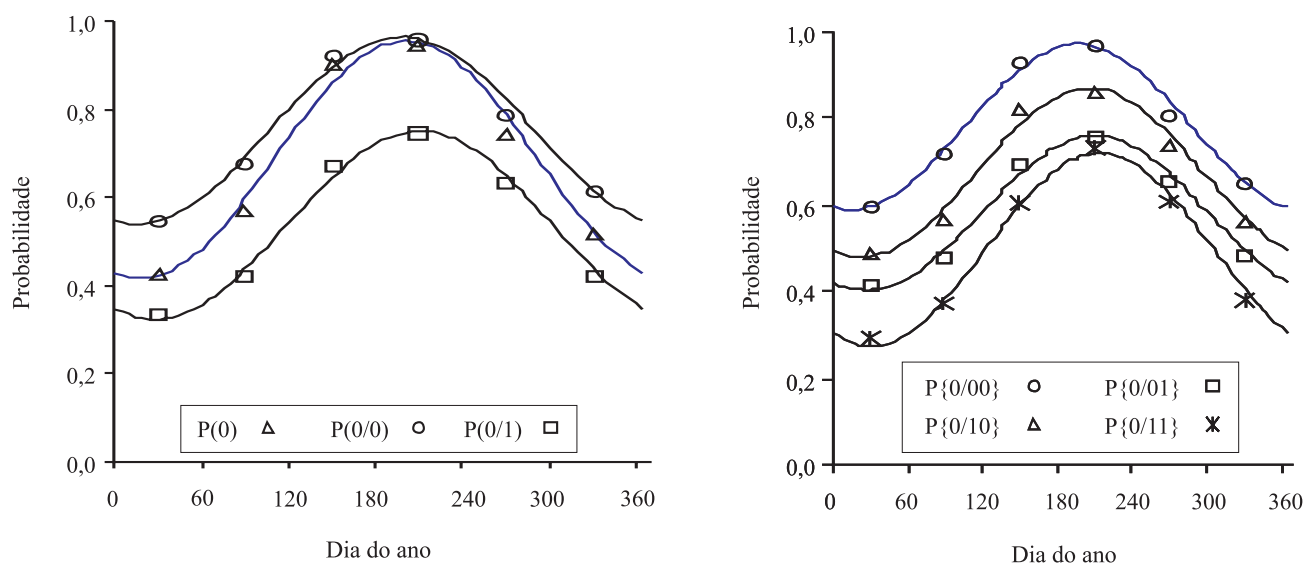 Probabilidade
1,0
0,8
0,6
0,4
0,2
0,0
P(0) P(0/0) P(0/1)
0 60 120 180 240 300 360
Dia do ano
Probabilidade
1,0
0,8
0,6
0,4
0,2
0,0
P{0/00} P{0/01}
P{0/10} P{0/11}
0 60 120 180 240 300 360
Dia do ano